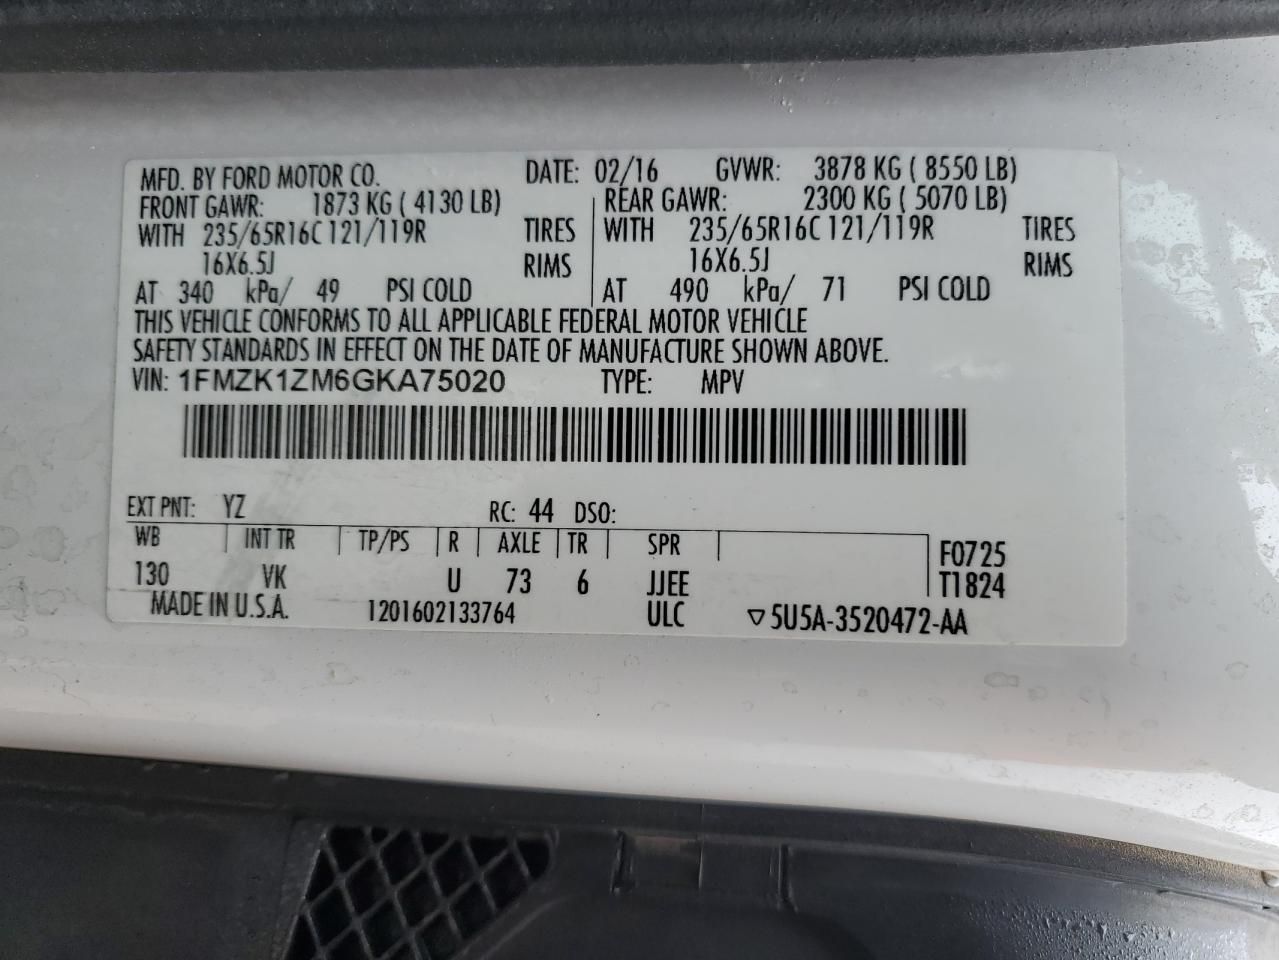 MFD. BY FORD MOTOR CO. DATE: 02/16 GVWR: 3878 KG ( 8550 LB)
FRONT GAWR: 1873 KG ( 4130 LB) REAR GAWR: 2300 KG ( 5070 LB)
WITH 235/65R16C 121/119R TIRES WITH 235/65R16C 121/119R TIRES
16X6.5J RIMS 16X6.5J RIMS
AT 340 kPa/ 49 PSI COLD AT 490 kPa/ 71 PSI COLD
THIS VEHICLE CONFORMS TO ALL APPLICABLE FEDERAL MOTOR VEHICLE
SAFETY STANDARDS IN EFFECT ON THE DATE OF MANUFACTURE SHOWN ABOVE.
VIN: 1FMZK1ZM6GKA75020 TYPE: MPV
EXT PNT: YZ RC: 44 DSO:
WB INT TR TP/PS R AXLE TR SPR F0725
130 VK U 73 6 JJEE T1824
MADE IN U.S.A. 1201602133764 ULC ▽5U5A-3520472-AA